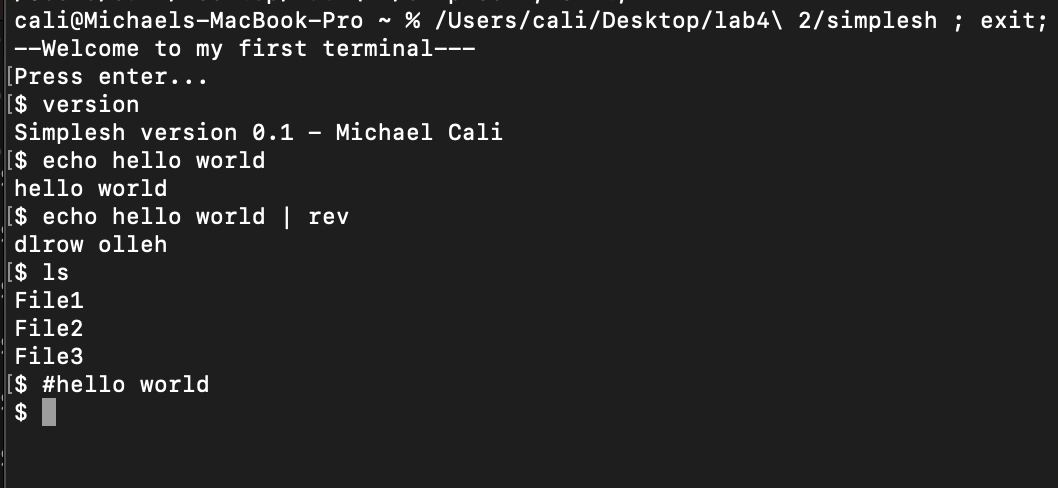 cali@Michaels-MacBook-Pro ~ % /Users/cali/Desktop/lab4\ 2/simplesh ; exit;
--Welcome to my first terminal---
[Press enter...
[$ version
Simplesh version 0.1 - Michael Cali
[$ echo hello world
hello world
[$ echo hello world | rev
dlrow olleh
[$ ls
File1
File2
File3
[$ #hello world
$